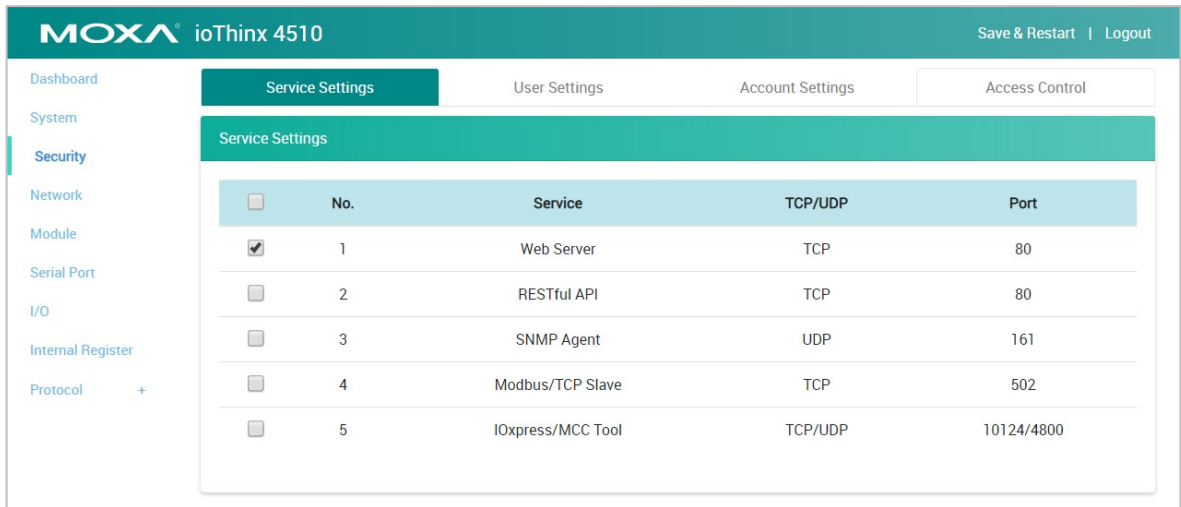 MOXA® ioThinx 4510 Save & Restart | Logout
Dashboard
System
Security
Network
Module
Serial Port
I/O
Internal Register
Protocol +
Service Settings User Settings Account Settings Access Control
Service Settings
No. Service TCP/UDP Port
1 Web Server TCP 80
2 RESTful API TCP 80
3 SNMP Agent UDP 161
4 Modbus/TCP Slave TCP 502
5 IOxpress/MCC Tool TCP/UDP 10124/4800